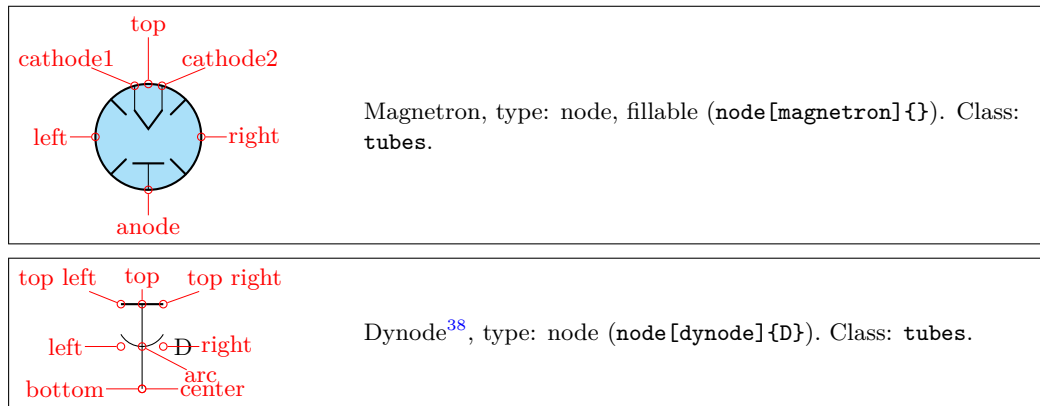 top
cathode1 cathode2
left right
anode
Magnetron, type: node, fillable (node[magnetron]{}). Class:
tubes.
top left top top right
left D right
arc
bottom center
Dynode38, type: node (node[dynode]{D}). Class: tubes.